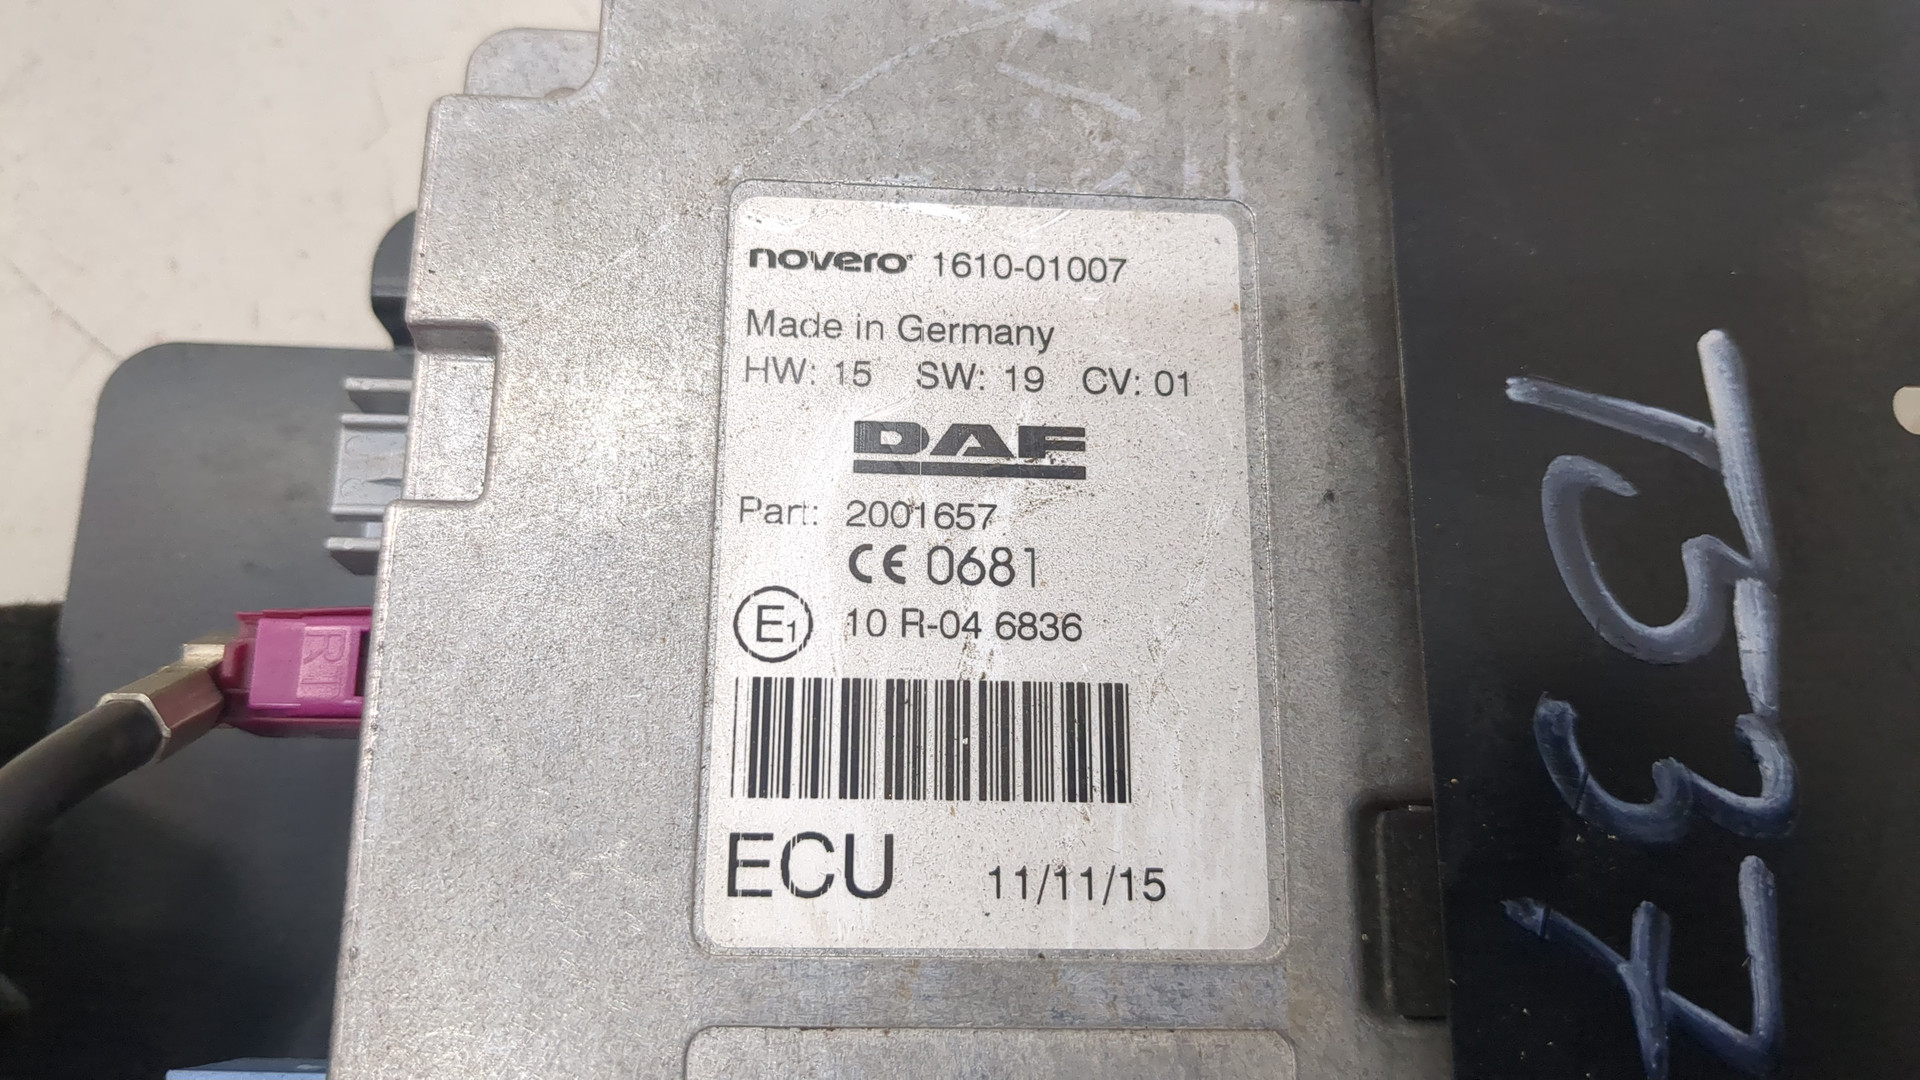 novero 1610-01007
Made in Germany
HW: 15 SW: 19 CV: 01
DAF
Part: 2001657
CE 0681
E1 10 R-04 6836
ECU 11/11/15
1337